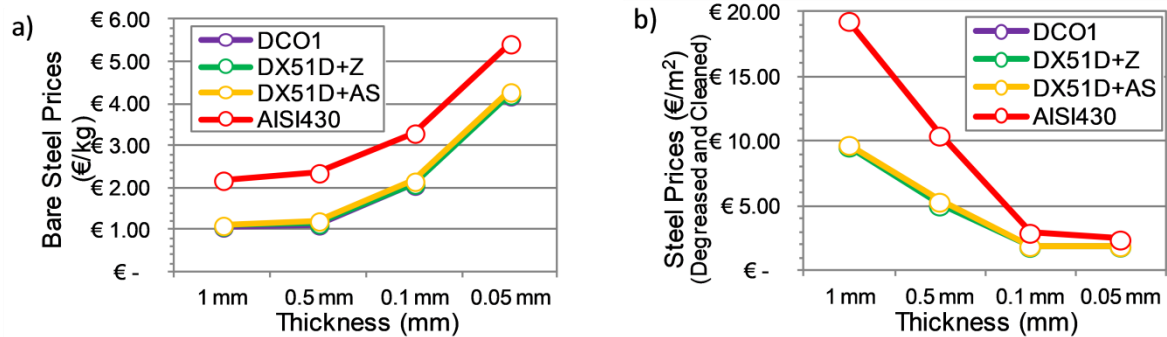 a)
Bare Steel Prices
(€/kg)
€ 6.00
€ 5.00
€ 4.00
€ 3.00
€ 2.00
€ 1.00
€ -
DCO1
DX51D+Z
DX51D+AS
AISI430
1 mm
0.5 mm
0.1 mm
0.05 mm
Thickness (mm)
b)
Steel Prices (€/m²)
(Degreased and Cleaned)
€ 20.00
€ 15.00
€ 10.00
€ 5.00
€ -
DCO1
DX51D+Z
DX51D+AS
AISI430
1 mm
0.5 mm
0.1 mm
0.05 mm
Thickness (mm)